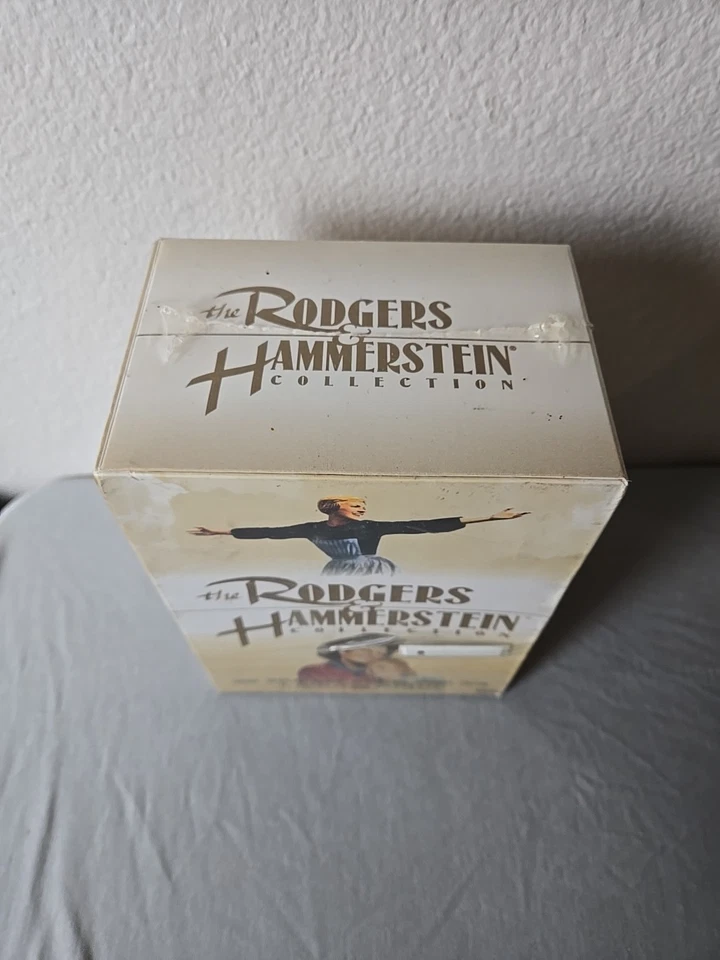 the RODGERS
&
HAMMERSTEIN®
COLLECTION
the RODGERS
&
HAMMERSTEIN
COLLECTION